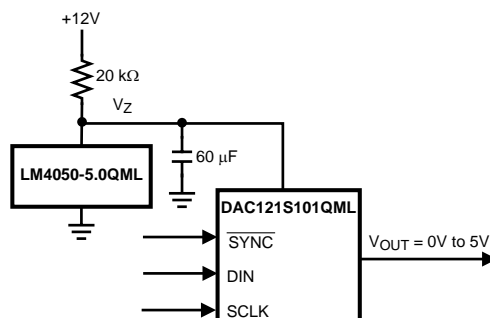 +12V
20 kΩ
VZ
LM4050-5.0QML
60 μF
DAC121S101QML
SYNC
DIN
SCLK
VOUT = 0V to 5V